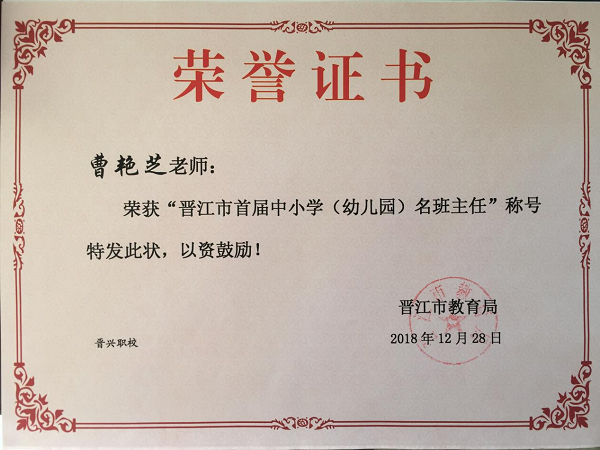 荣誉证书
曹艳芝老师：
荣获“晋江市首届中小学（幼儿园）名班主任”称号
特发此状，以资鼓励！
晋江市教育局
2018年12月28日
晋兴职校